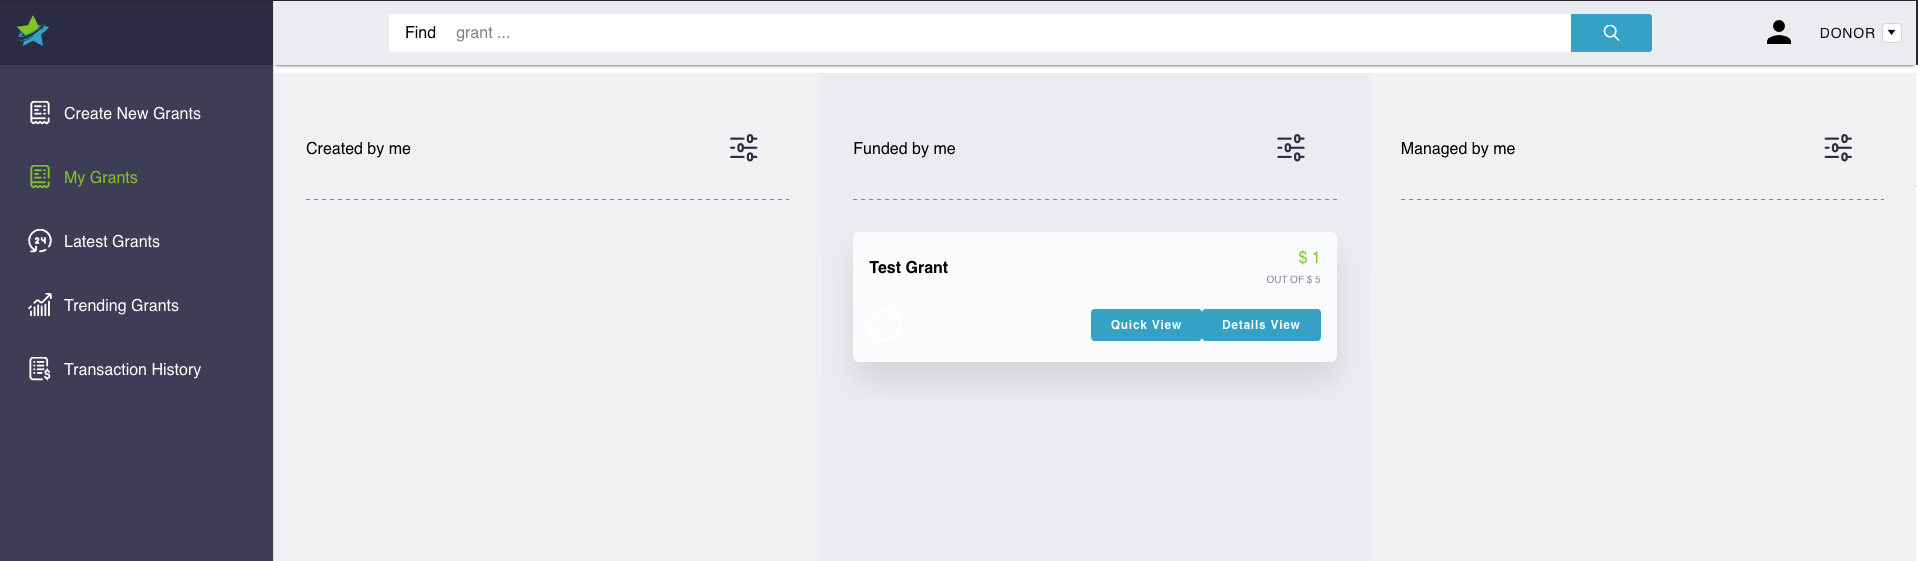 Find grant ...
DONOR
Create New Grants
My Grants
24
Latest Grants
Trending Grants
Transaction History
Created by me
Funded by me
Test Grant
$ 1
OUT OF $ 5
Quick View
Details View
Managed by me